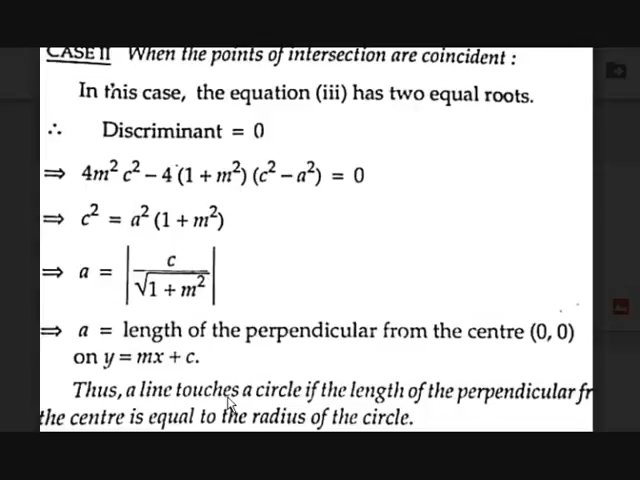 CASE II When the points of intersection are coincident :
In this case, the equation (iii) has two equal roots.
∴ Discriminant = 0
⇒ 4m² c² – 4 (1 + m²) (c² – a²) = 0
⇒ c² = a² (1 + m²)
⇒ a = | c / √1 + m² |
⇒ a = length of the perpendicular from the centre (0, 0)
on y = mx + c.
Thus, a line touches a circle if the length of the perpendicular fr
the centre is equal to the radius of the circle.